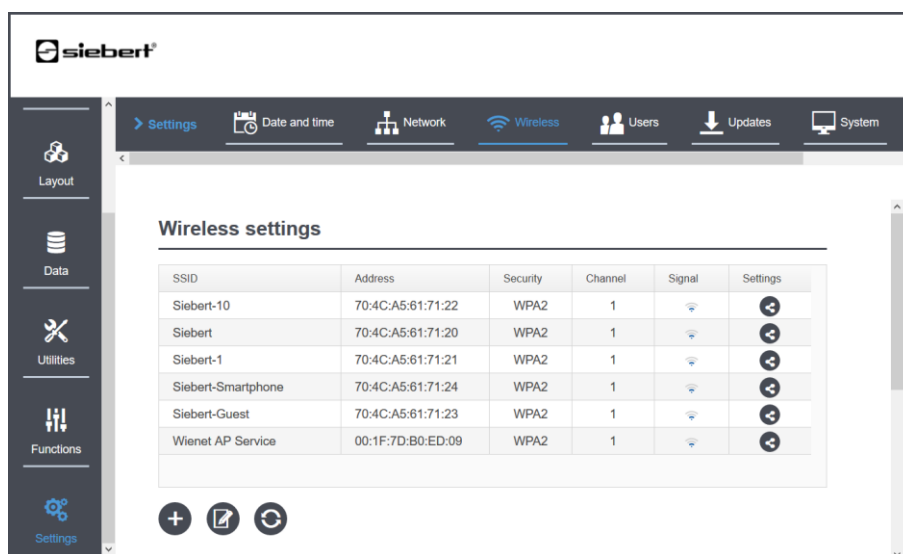 siebert®
Settings Date and time Network Wireless Users Updates System
Layout
Data
Utilities
Functions
Settings
Wireless settings
SSID Address Security Channel Signal Settings
Siebert-10 70:4C:A5:61:71:22 WPA2 1
Siebert 70:4C:A5:61:71:20 WPA2 1
Siebert-1 70:4C:A5:61:71:21 WPA2 1
Siebert-Smartphone 70:4C:A5:61:71:24 WPA2 1
Siebert-Guest 70:4C:A5:61:71:23 WPA2 1
Wienet AP Service 00:1F:7D:B0:ED:09 WPA2 1